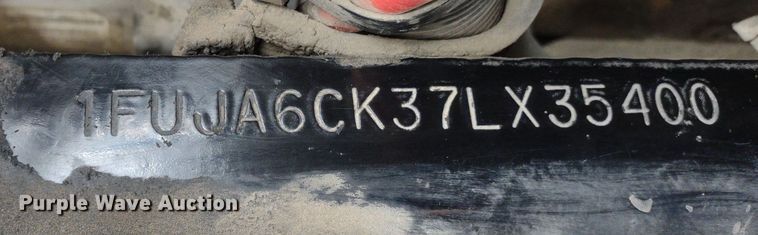 1FUJA6CK37LX35400
Purple Wave Auction